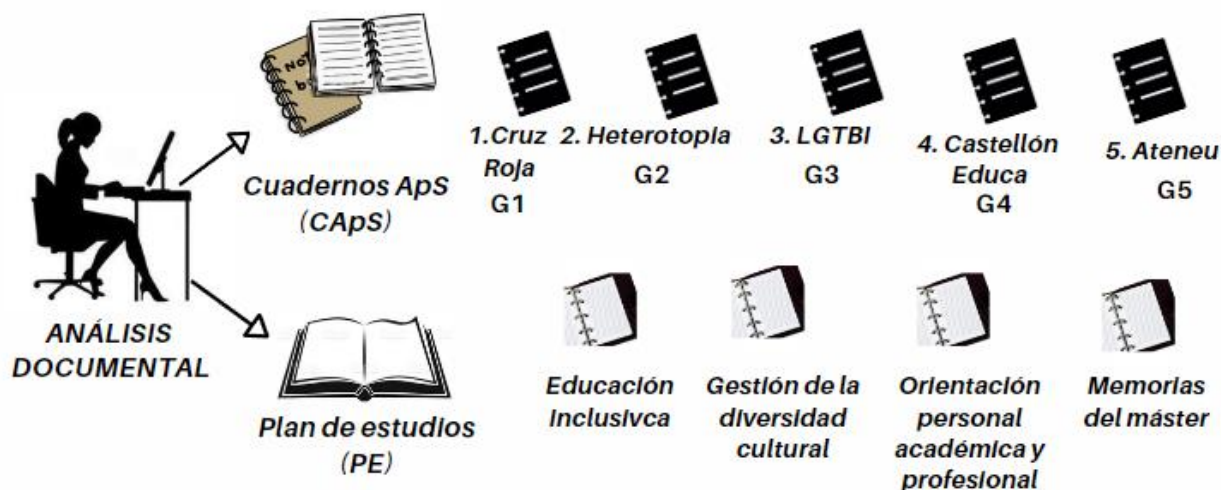 Not
b
1.Cruz
Roja
G1
2. Heterotopia
G2
3. LGTBI
G3
4. Castellón
Educa
G4
5. Ateneu
G5
Cuadernos ApS
(CApS)
ANÁLISIS
DOCUMENTAL
Plan de estudios
(PE)
Educación
Inclusivca
Gestión de la
diversidad
cultural
Orientación
personal
académica y
profesional
Memorias
del máster